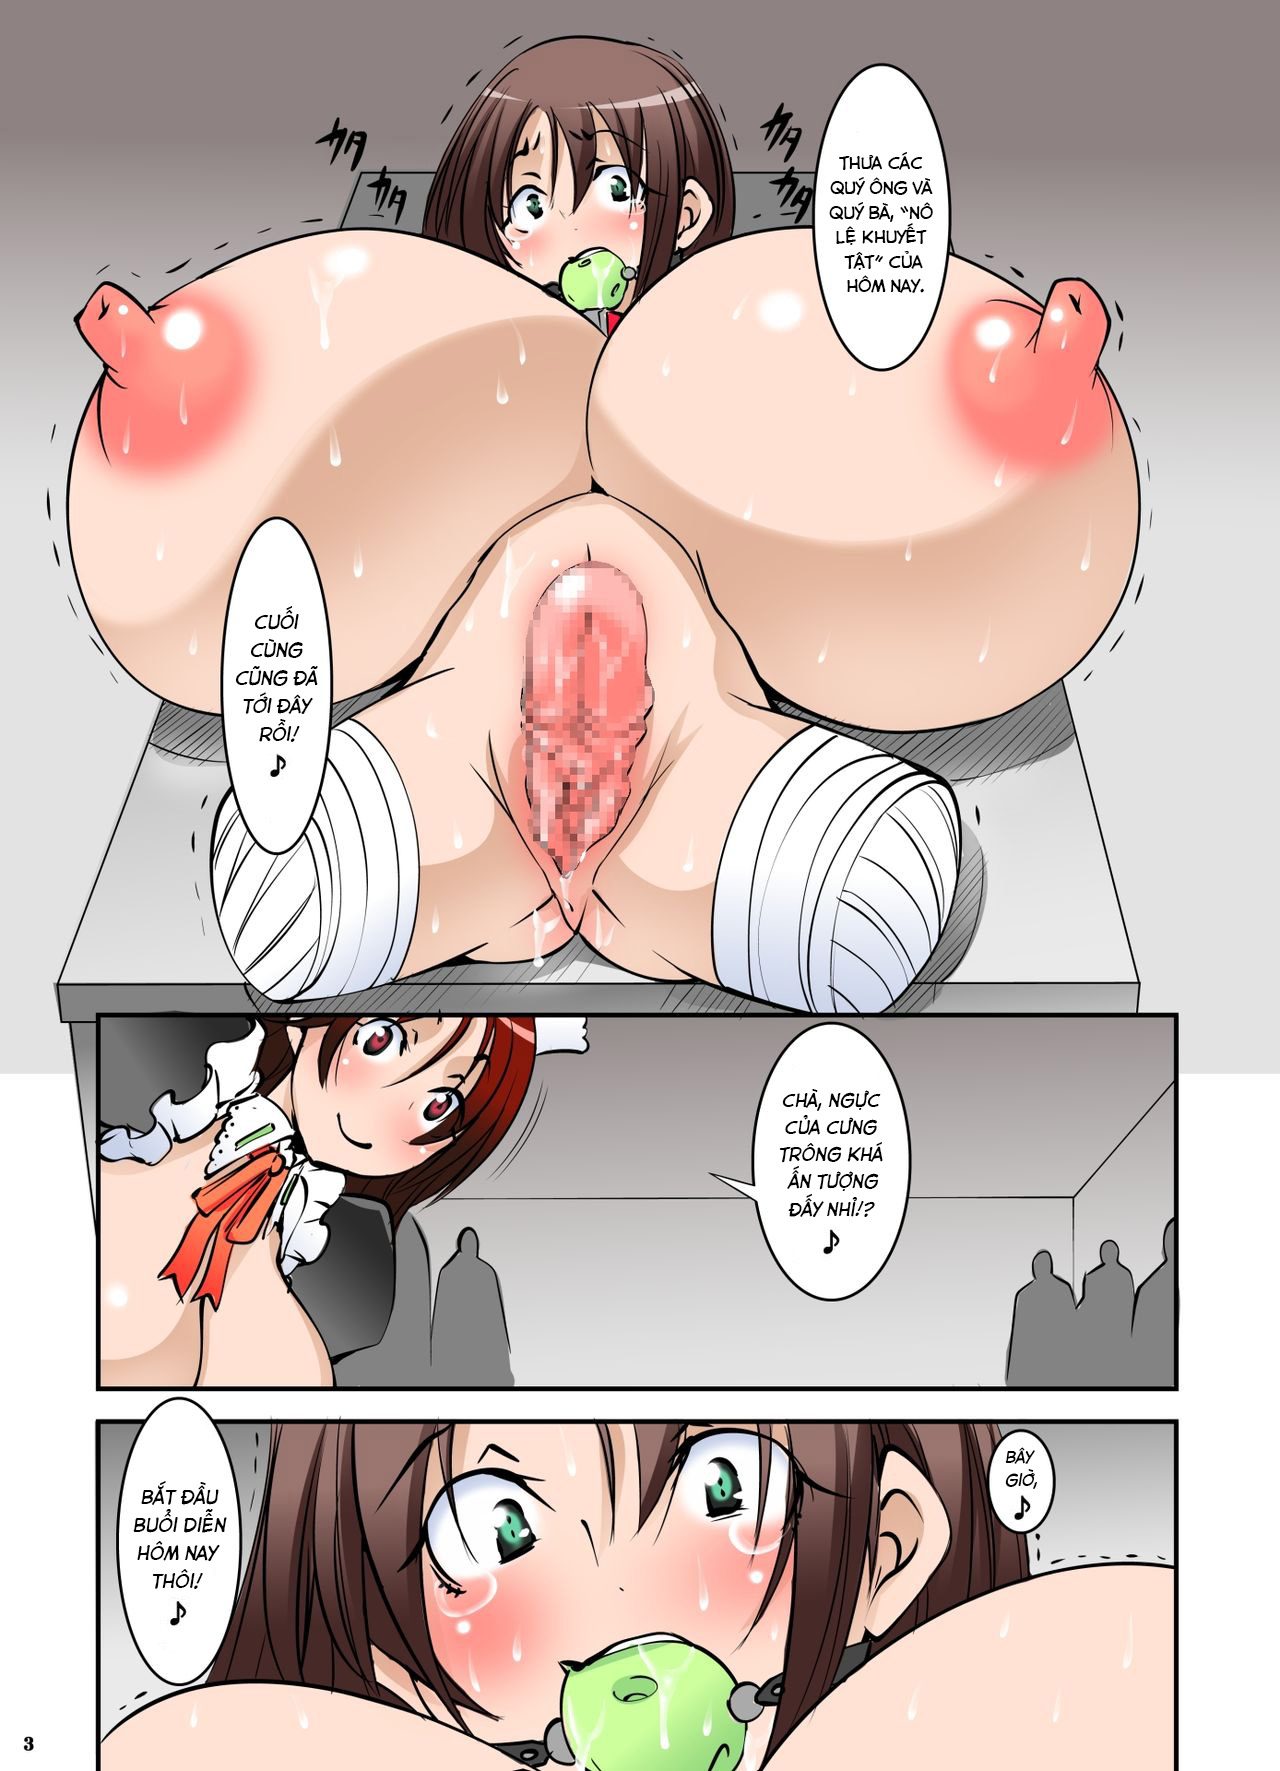 THƯA CÁC
QUÝ ÔNG VÀ
QUÝ BÀ, "NÔ
LỆ KHUYẾT
TẬT" CỦA
HÔM NAY.
カタ
カタ
カタ
カタ
CUỐI
CÙNG
CŨNG ĐÃ
TỚI ĐÂY
RỒI!
♪
CHÀ, NGỰC
CỦA CƯNG
TRÔNG KHÁ
ẤN TƯỢNG
ĐẤY NHỈ!?
♪
BÂY
GIỜ,
♪
BẮT ĐẦU
BUỔI DIỄN
HÔM NAY
THÔI!
♪
3